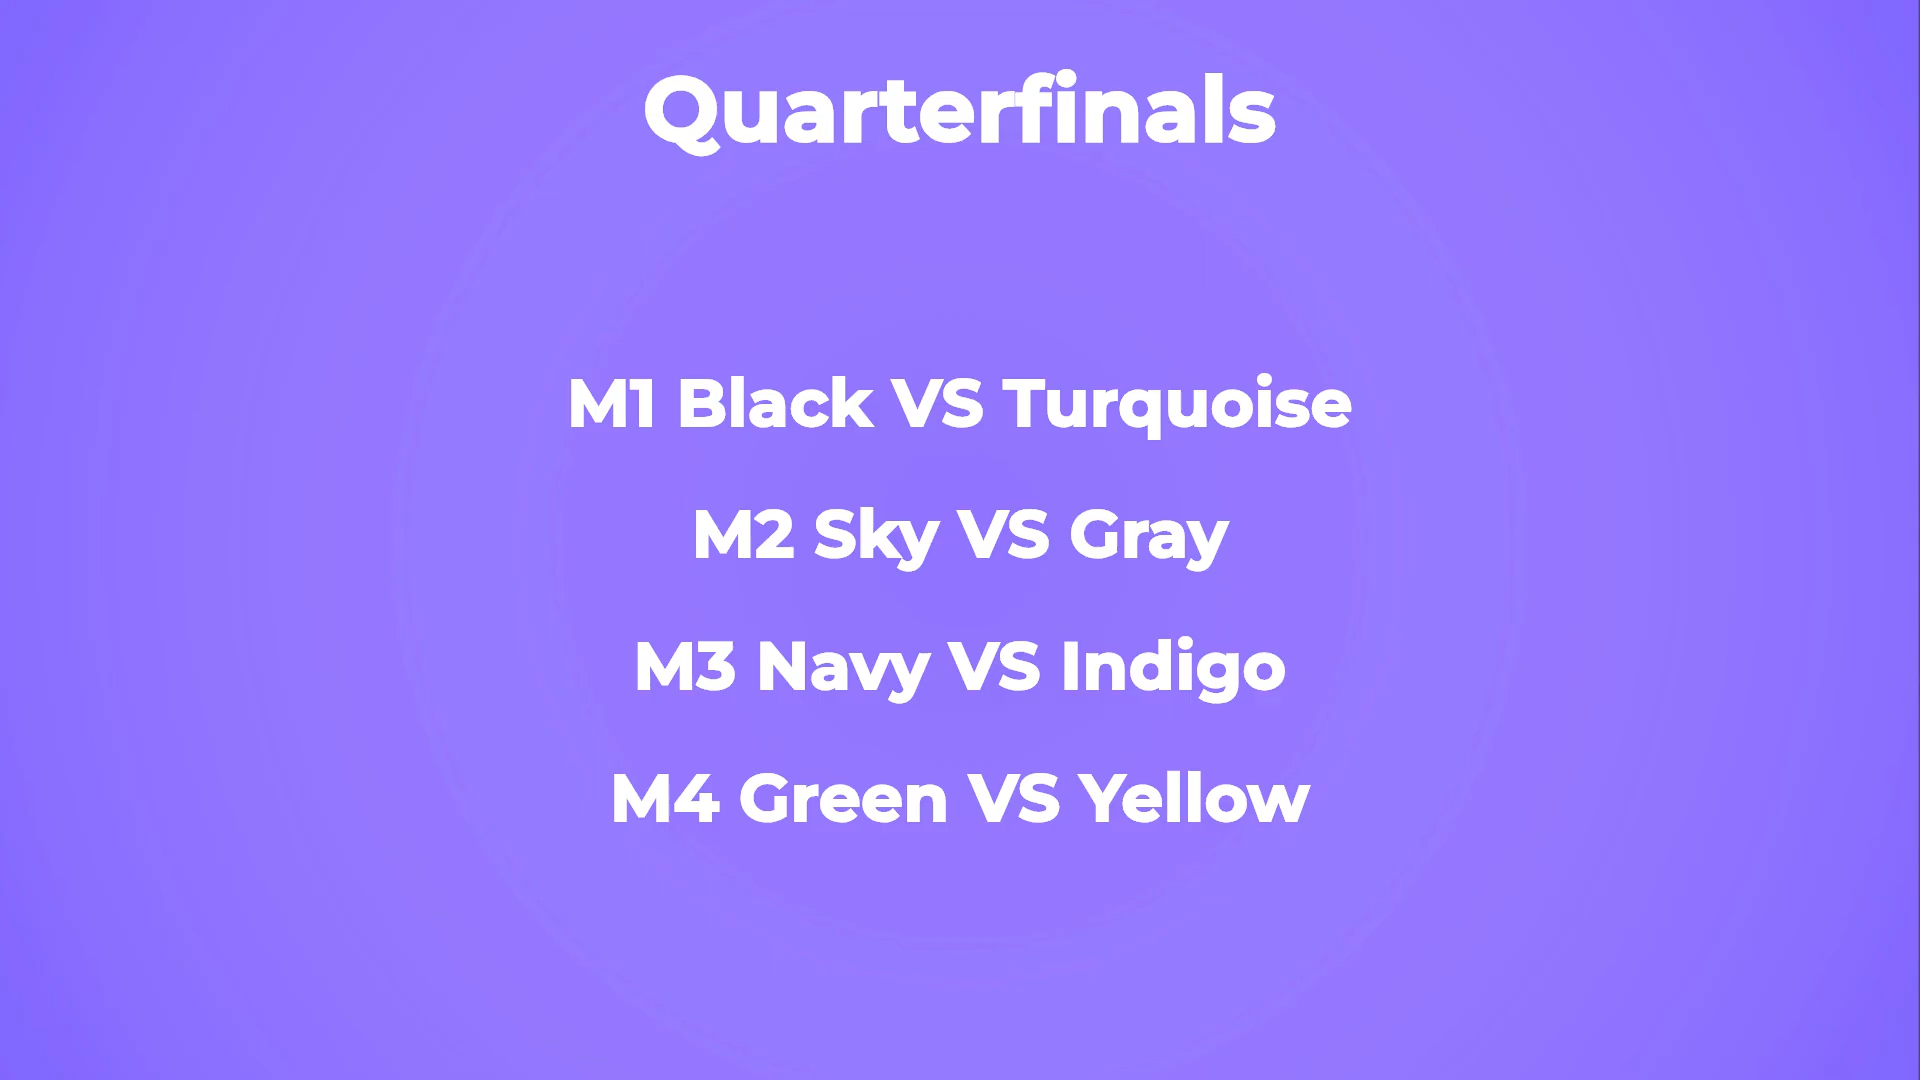 Quarterfinals
M1 Black VS Turquoise
M2 Sky VS Gray
M3 Navy VS Indigo
M4 Green VS Yellow